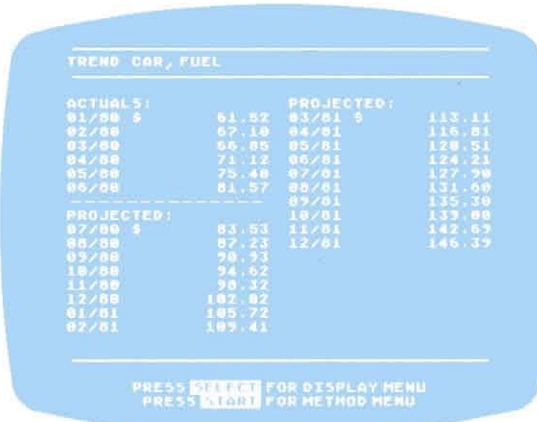 TREND CAR, FUEL
ACTUALS:
01/80 $ 61.52
02/80 67.10
03/80 66.85
04/80 71.12
05/80 75.40
06/80 81.57
PROJECTED:
07/80 $ 83.53
08/80 87.23
09/80 90.93
10/80 94.62
11/80 98.32
12/80 102.02
01/81 105.72
02/81 109.41
PROJECTED:
03/81 $ 113.11
04/81 116.81
05/81 120.51
06/81 124.21
07/81 127.90
08/81 131.60
09/81 135.30
10/81 139.00
11/81 142.69
12/81 146.39
PRESS SELECT FOR DISPLAY MENU
PRESS START FOR METHOD MENU